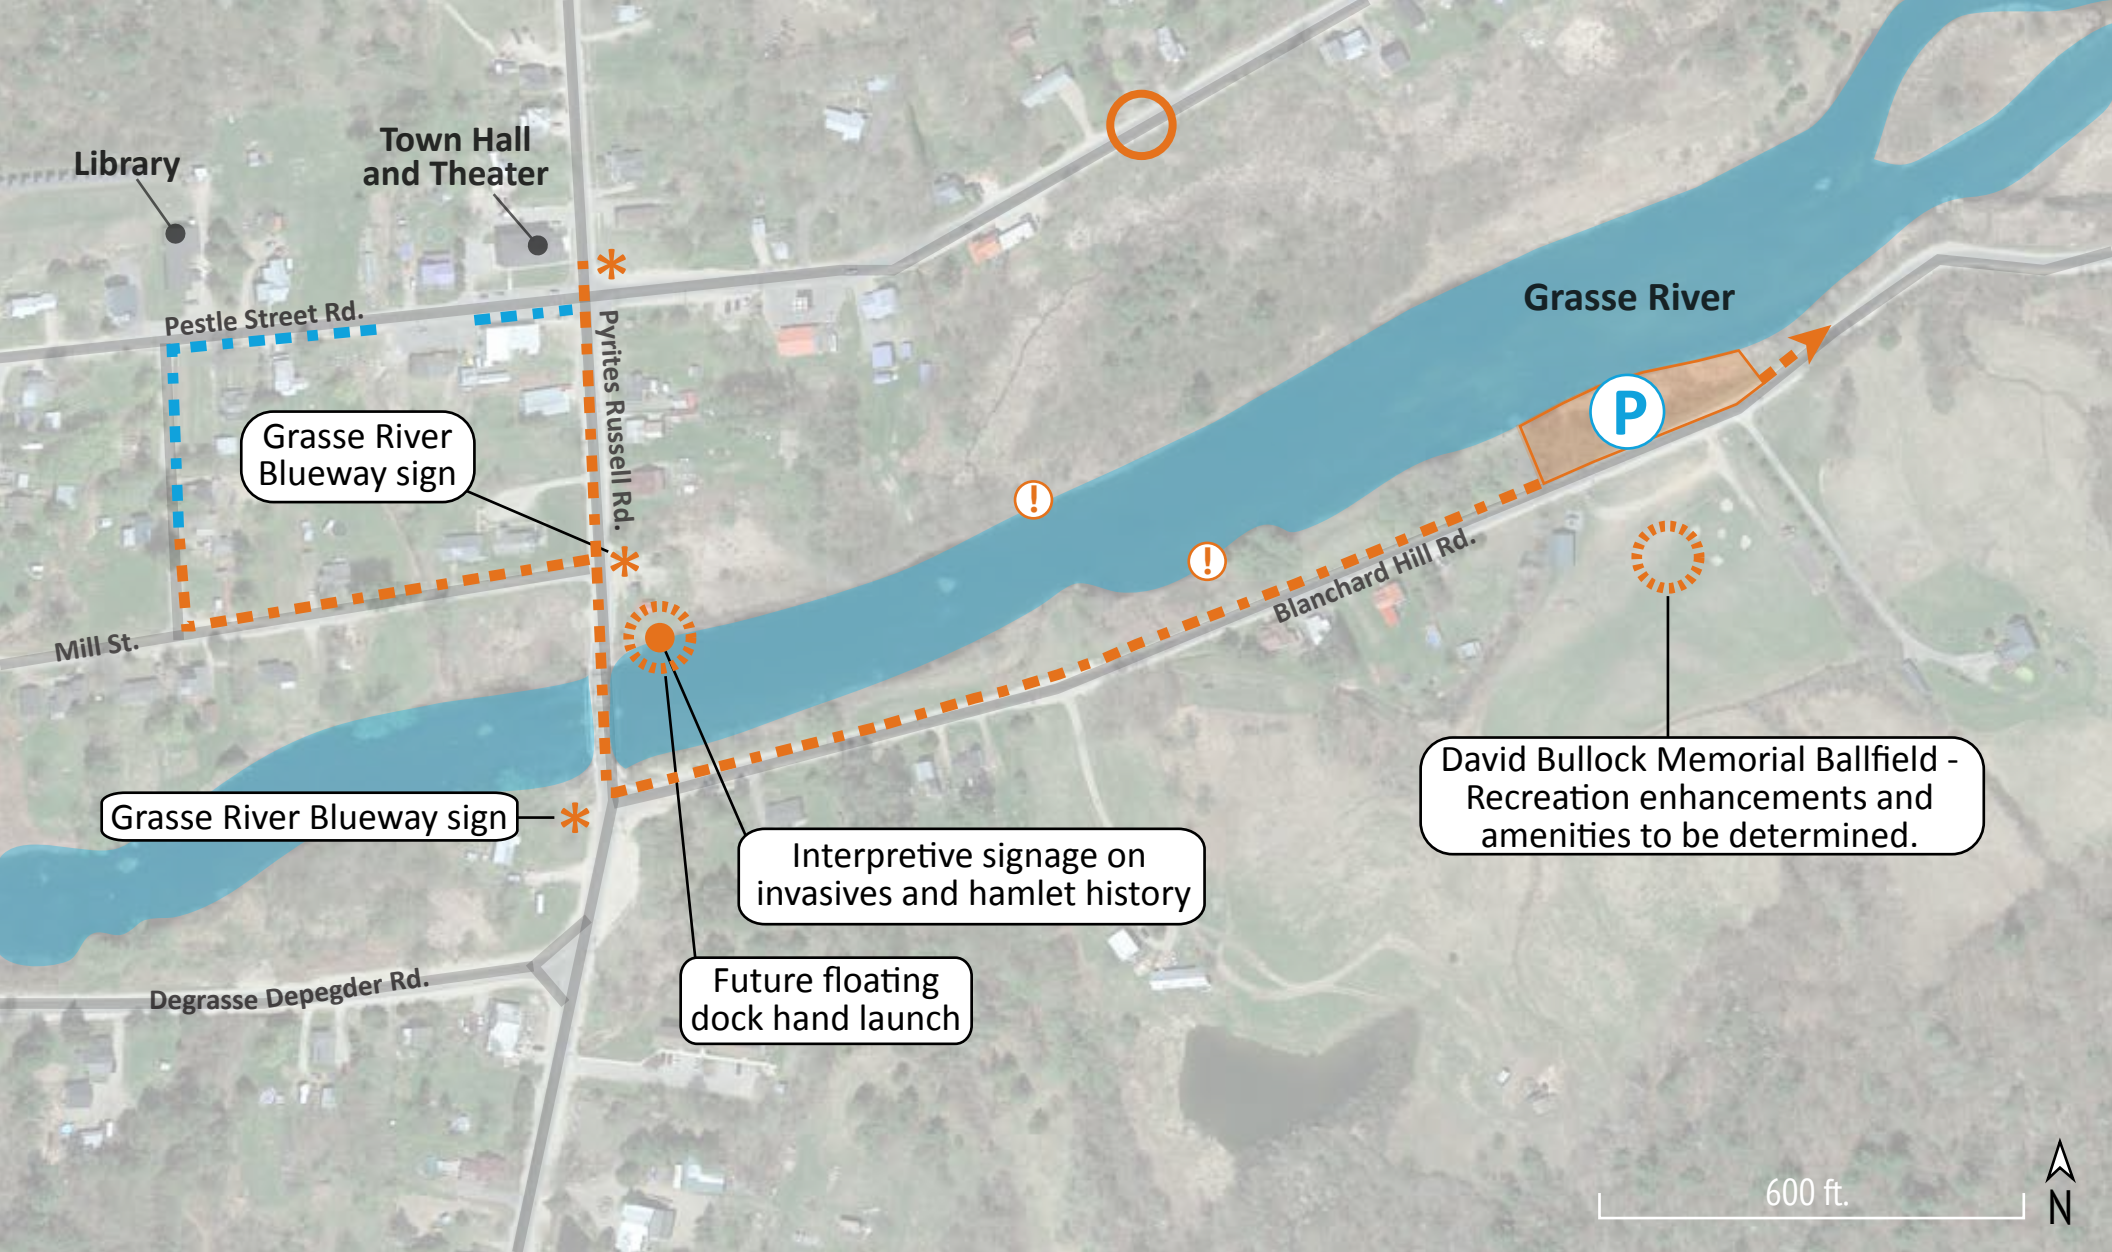 Library
Town Hall
and Theater
Pestle Street Rd.
Pyrites Russell Rd.
Grasse River
Grasse River
Blueway sign
P
!
!
Blanchard Hill Rd.
Mill St.
Grasse River Blueway sign
David Bullock Memorial Ballfield -
Recreation enhancements and
amenities to be determined.
Interpretive signage on
invasives and hamlet history
Future floating
dock hand launch
Degrasse Depegder Rd.
600 ft.
N